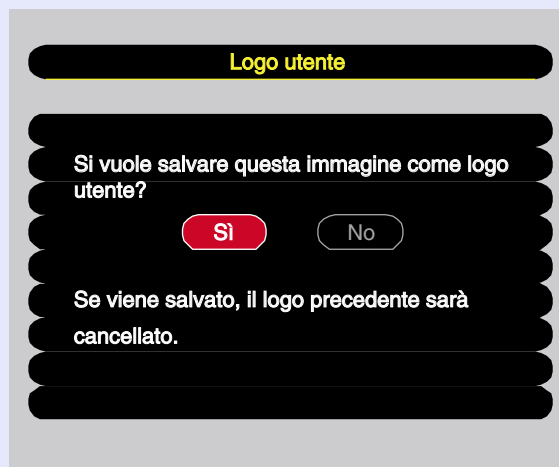 Logo utente
Si vuole salvare questa immagine come logo
utente?
Sì No
Se viene salvato, il logo precedente sarà
cancellato.